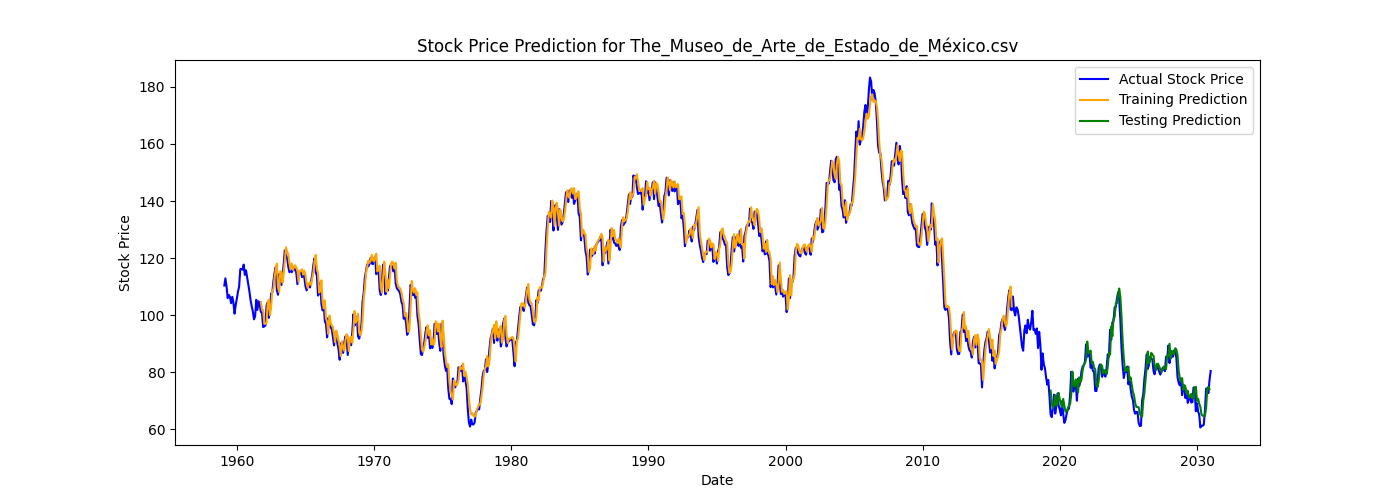 Stock Price Prediction for The_Museo_de_Arte_de_Estado_de_México.csv
Actual Stock Price
Training Prediction
Testing Prediction
Stock Price
180
160
140
120
100
80
60
1960 1970 1980 1990 2000 2010 2020 2030
Date